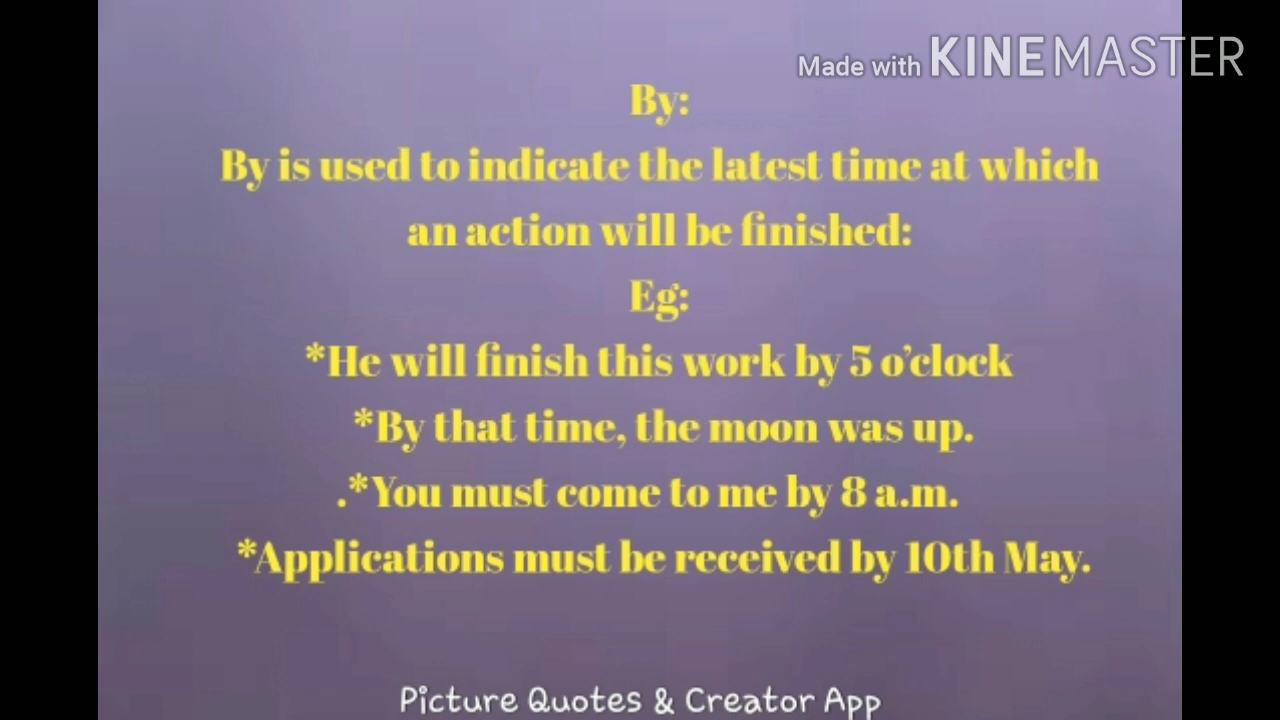 Made with KINEMASTER
By:
By is used to indicate the latest time at which
an action will be finished:
Eg:
*He will finish this work by 5 o’clock
*By that time, the moon was up.
.*You must come to me by 8 a.m.
*Applications must be received by 10th May.
Picture Quotes & Creator App